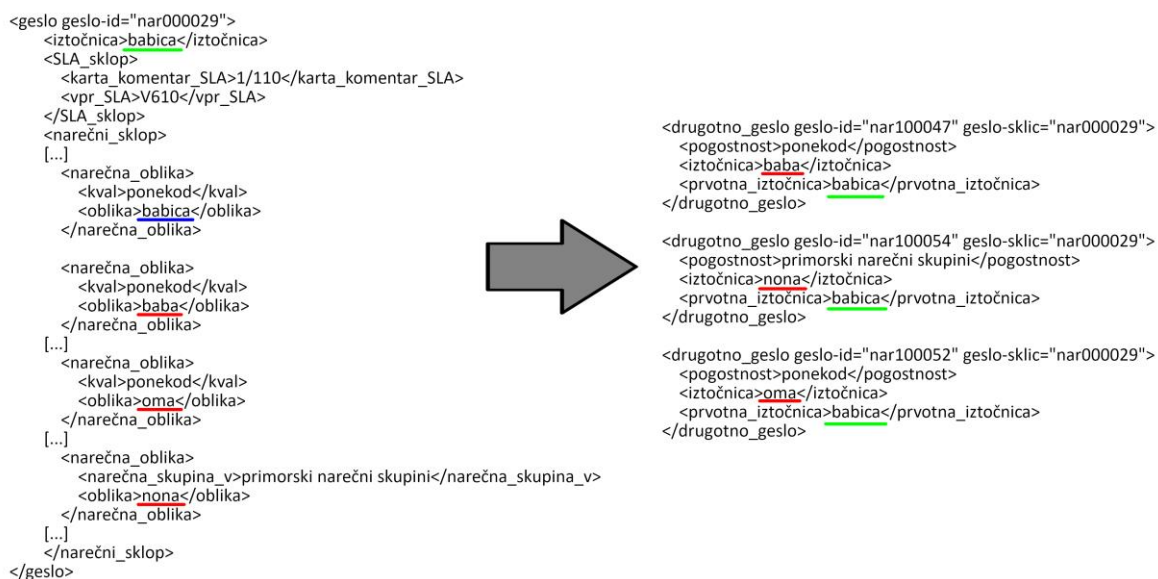 <geslo geslo-id="nar000029">
<iztočnica>babica</iztočnica>
<SLA_sklop>
<karta_komentar_SLA>1/110</karta_komentar_SLA>
<vpr_SLA>V610</vpr_SLA>
</SLA_sklop>
<narečni_sklop>
[...]
<narečna_oblika>
<kval>ponekod</kval>
<oblika>babica</oblika>
</narečna_oblika>
<narečna_oblika>
<kval>ponekod</kval>
<oblika>baba</oblika>
</narečna_oblika>
[...]
<narečna_oblika>
<kval>ponekod</kval>
<oblika>oma</oblika>
</narečna_oblika>
[...]
<narečna_oblika>
<narečna_skupina_v>primorski narečni skupini</narečna_skupina_v>
<oblika>nona</oblika>
</narečna_oblika>
[...]
</narečni_sklop>
</geslo>
<drugotno_geslo geslo-id="nar100047" geslo-sklic="nar000029">
<pogostnost>ponekod</pogostnost>
<iztočnica>baba</iztočnica>
<prvotna_iztočnica>babica</prvotna_iztočnica>
</drugotno_geslo>
<drugotno_geslo geslo-id="nar100054" geslo-sklic="nar000029">
<pogostnost>primorski narečni skupini</pogostnost>
<iztočnica>nona</iztočnica>
<prvotna_iztočnica>babica</prvotna_iztočnica>
</drugotno_geslo>
<drugotno_geslo geslo-id="nar100052" geslo-sklic="nar000029">
<pogostnost>ponekod</pogostnost>
<iztočnica>oma</iztočnica>
<prvotna_iztočnica>babica</prvotna_iztočnica>
</drugotno_geslo>